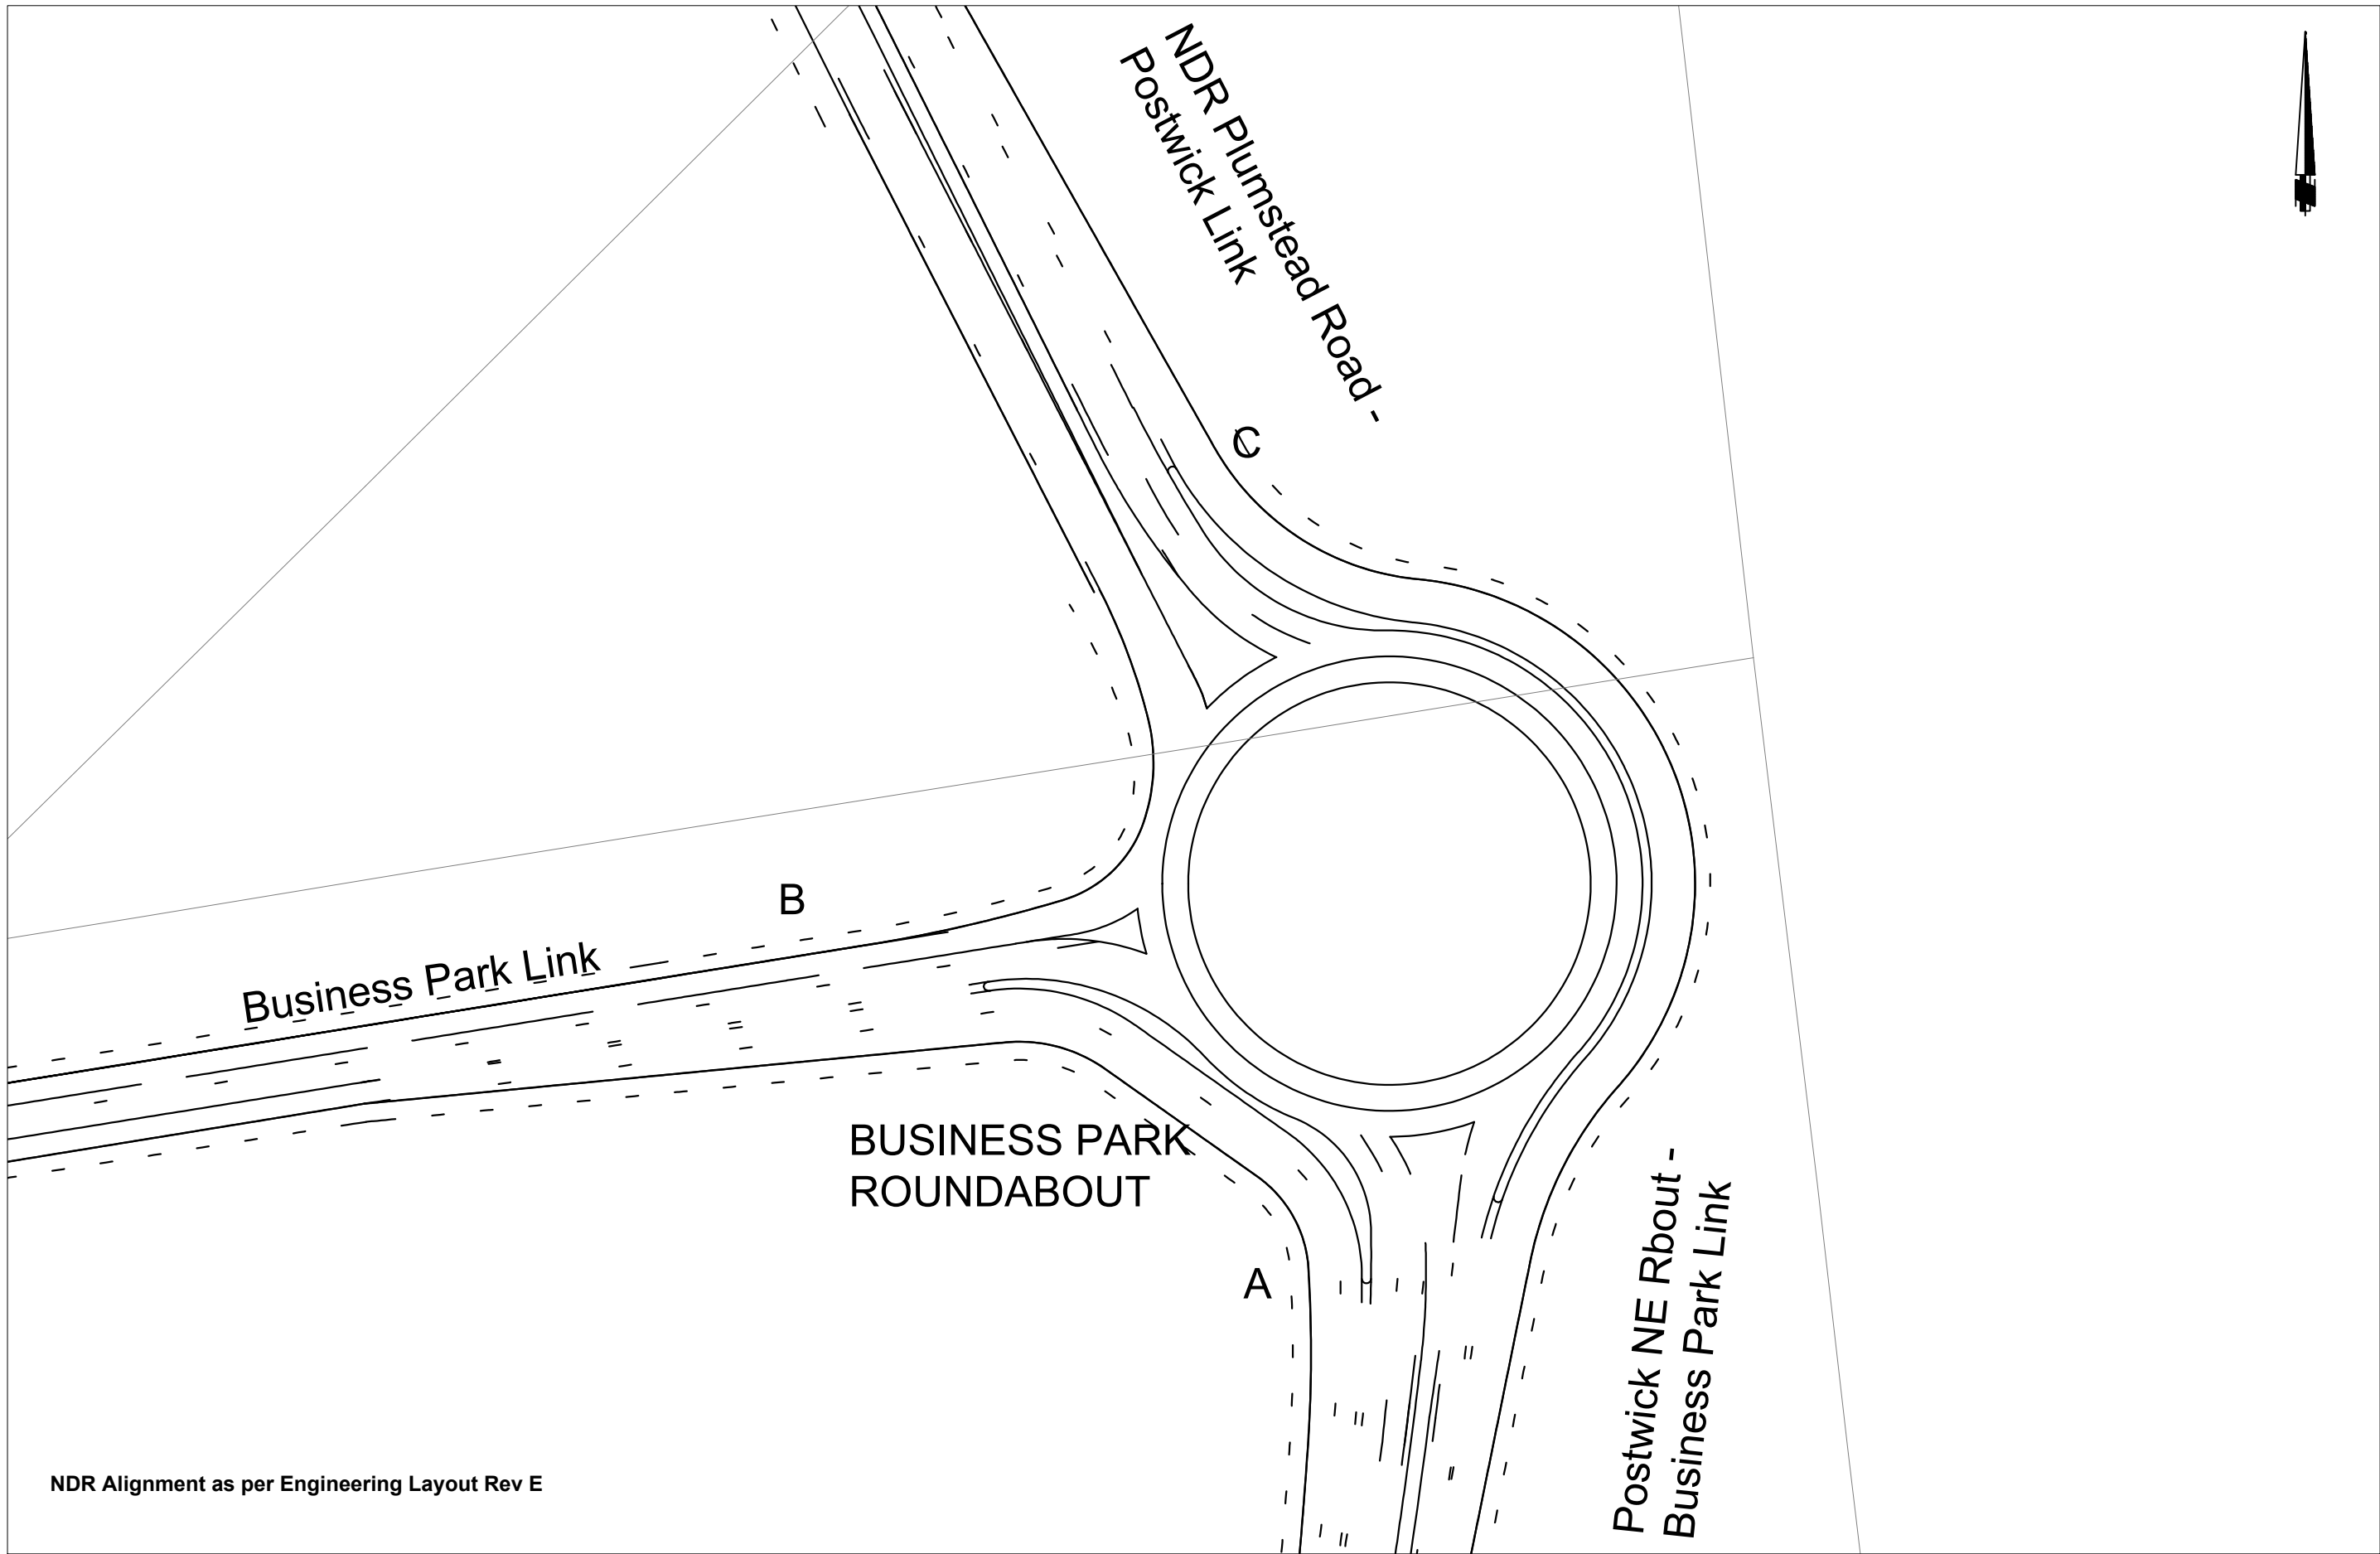 NDR Plumstead Road -
Postwick Link
C
B
Business Park Link
BUSINESS PARK
ROUNDABOUT
A
Postwick NE Rbout -
Business Park Link
NDR Alignment as per Engineering Layout Rev E